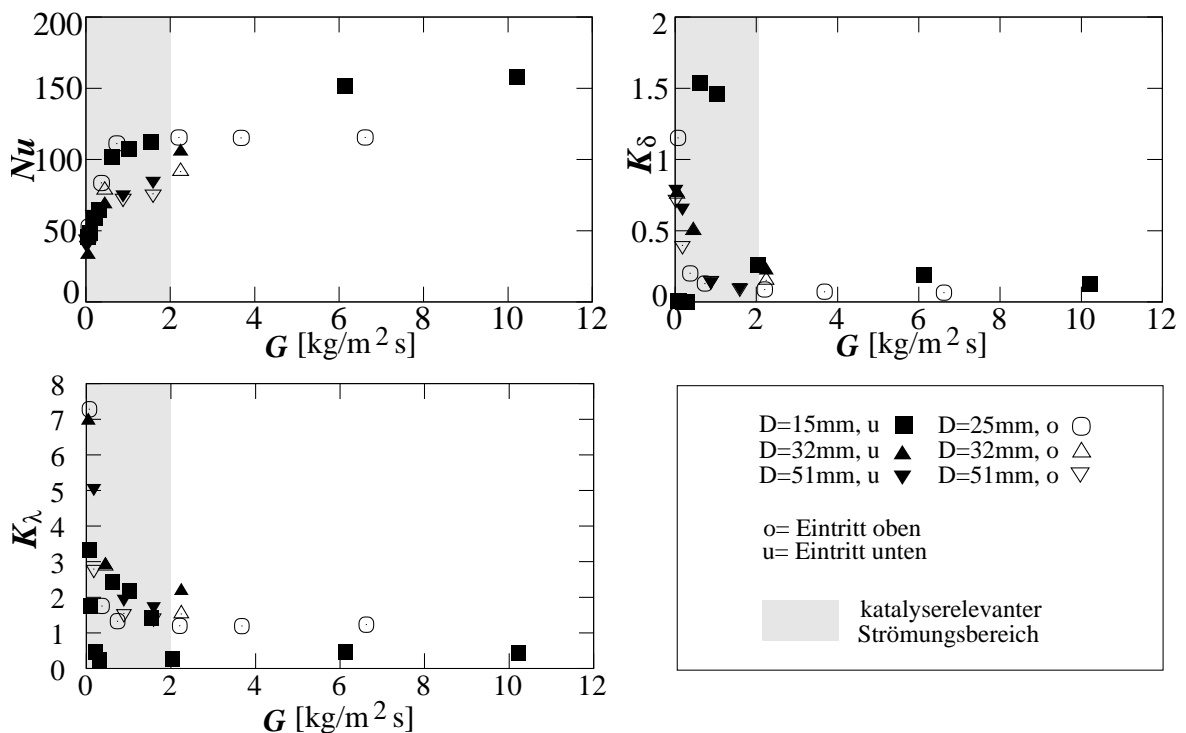 200
150
100
50
0
Nu
0 2 4 6 8 10 12
G [kg/m² s]
2
1.5
1
0.5
0
K_δ
0 2 4 6 8 10 12
G [kg/m² s]
8
7
6
5
4
3
2
1
0
K_λ
0 2 4 6 8 10 12
G [kg/m² s]
D=15mm, u D=25mm, o
D=32mm, u D=32mm, o
D=51mm, u D=51mm, o
o= Eintritt oben
u= Eintritt unten
katalyserelevanter
Strömungsbereich